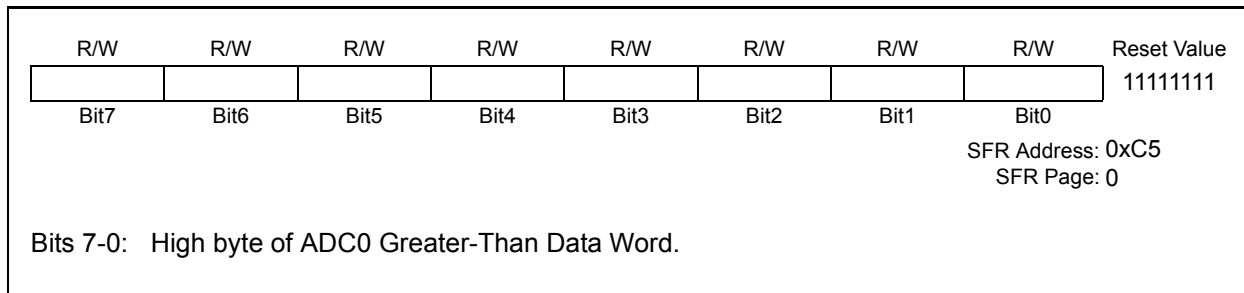 R/W R/W R/W R/W R/W R/W R/W R/W Reset Value
11111111
Bit7 Bit6 Bit5 Bit4 Bit3 Bit2 Bit1 Bit0
SFR Address: 0xC5
SFR Page: 0
Bits 7-0: High byte of ADC0 Greater-Than Data Word.